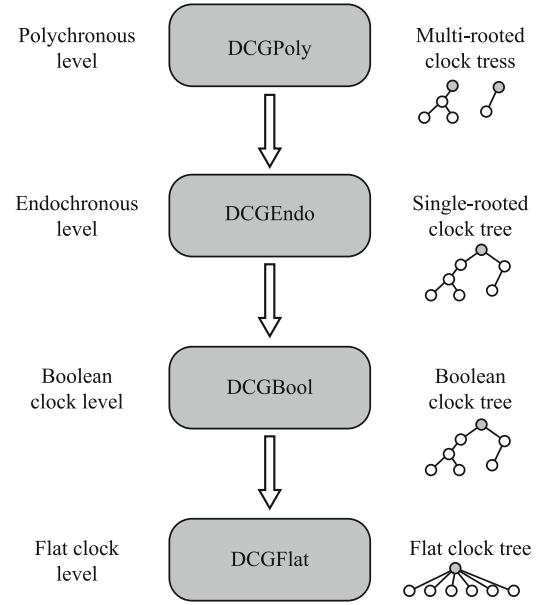 Polychronous
level
DCGPoly
Multi-rooted
clock tress
Endochronous
level
DCGEndo
Single-rooted
clock tree
Boolean
clock level
DCGBool
Boolean
clock tree
Flat clock
level
DCGFlat
Flat clock tree